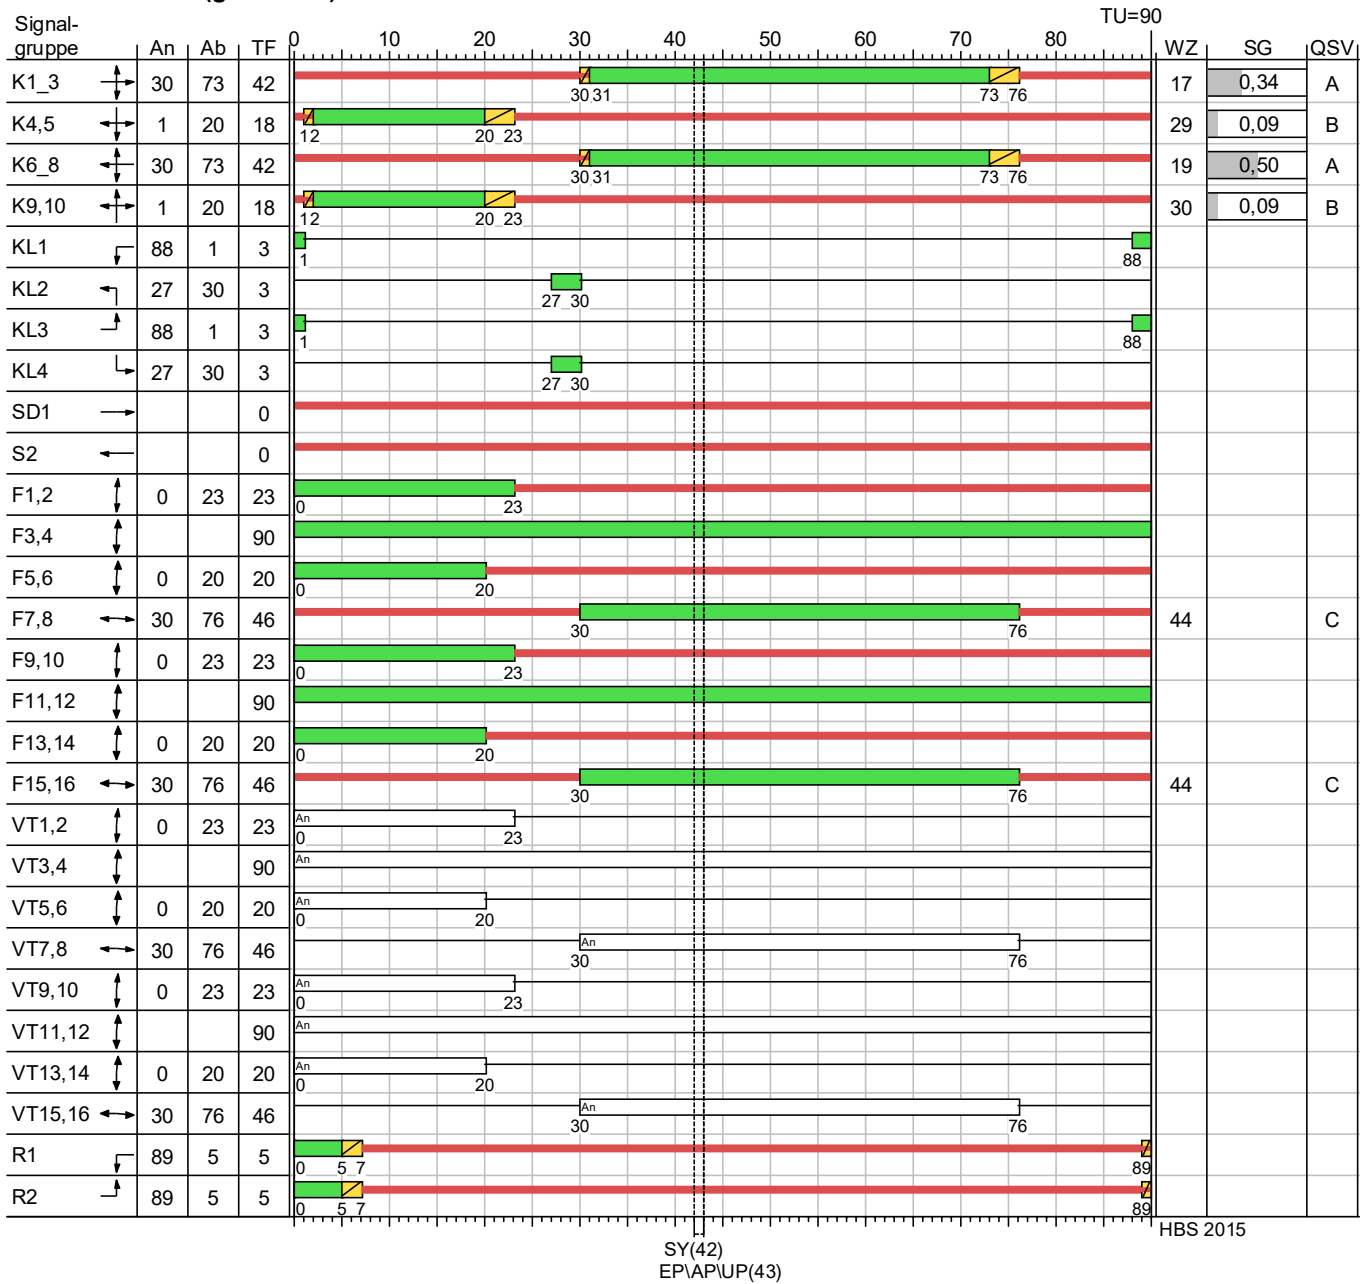 TU=90
Signal-
gruppe An Ab TF 0 10 20 30 40 50 60 70 80 WZ SG QSV
K1_3 30 73 42 30 31 73 76 17 0,34 A
K4,5 1 20 18 1 2 20 23 29 0,09 B
K6_8 30 73 42 30 31 73 76 19 0,50 A
K9,10 1 20 18 1 2 20 23 30 0,09 B
KL1 88 1 3 1 88
KL2 27 30 3 27 30
KL3 88 1 3 1 88
KL4 27 30 3 27 30
SD1 0
S2 0
F1,2 0 23 23 0 23
F3,4 90
F5,6 0 20 20 0 20
F7,8 30 76 46 30 76 44 C
F9,10 0 23 23 0 23
F11,12 90
F13,14 0 20 20 0 20
F15,16 30 76 46 30 76 44 C
VT1,2 0 23 23 An 0 23
VT3,4 90 An
VT5,6 0 20 20 An 0 20
VT7,8 30 76 46 An 30 76
VT9,10 0 23 23 An 0 23
VT11,12 90 An
VT13,14 0 20 20 An 0 20
VT15,16 30 76 46 An 30 76
R1 89 5 5 0 5 7 89
R2 89 5 5 0 5 7 89
HBS 2015
SY(42)
EP\AP\UP(43)